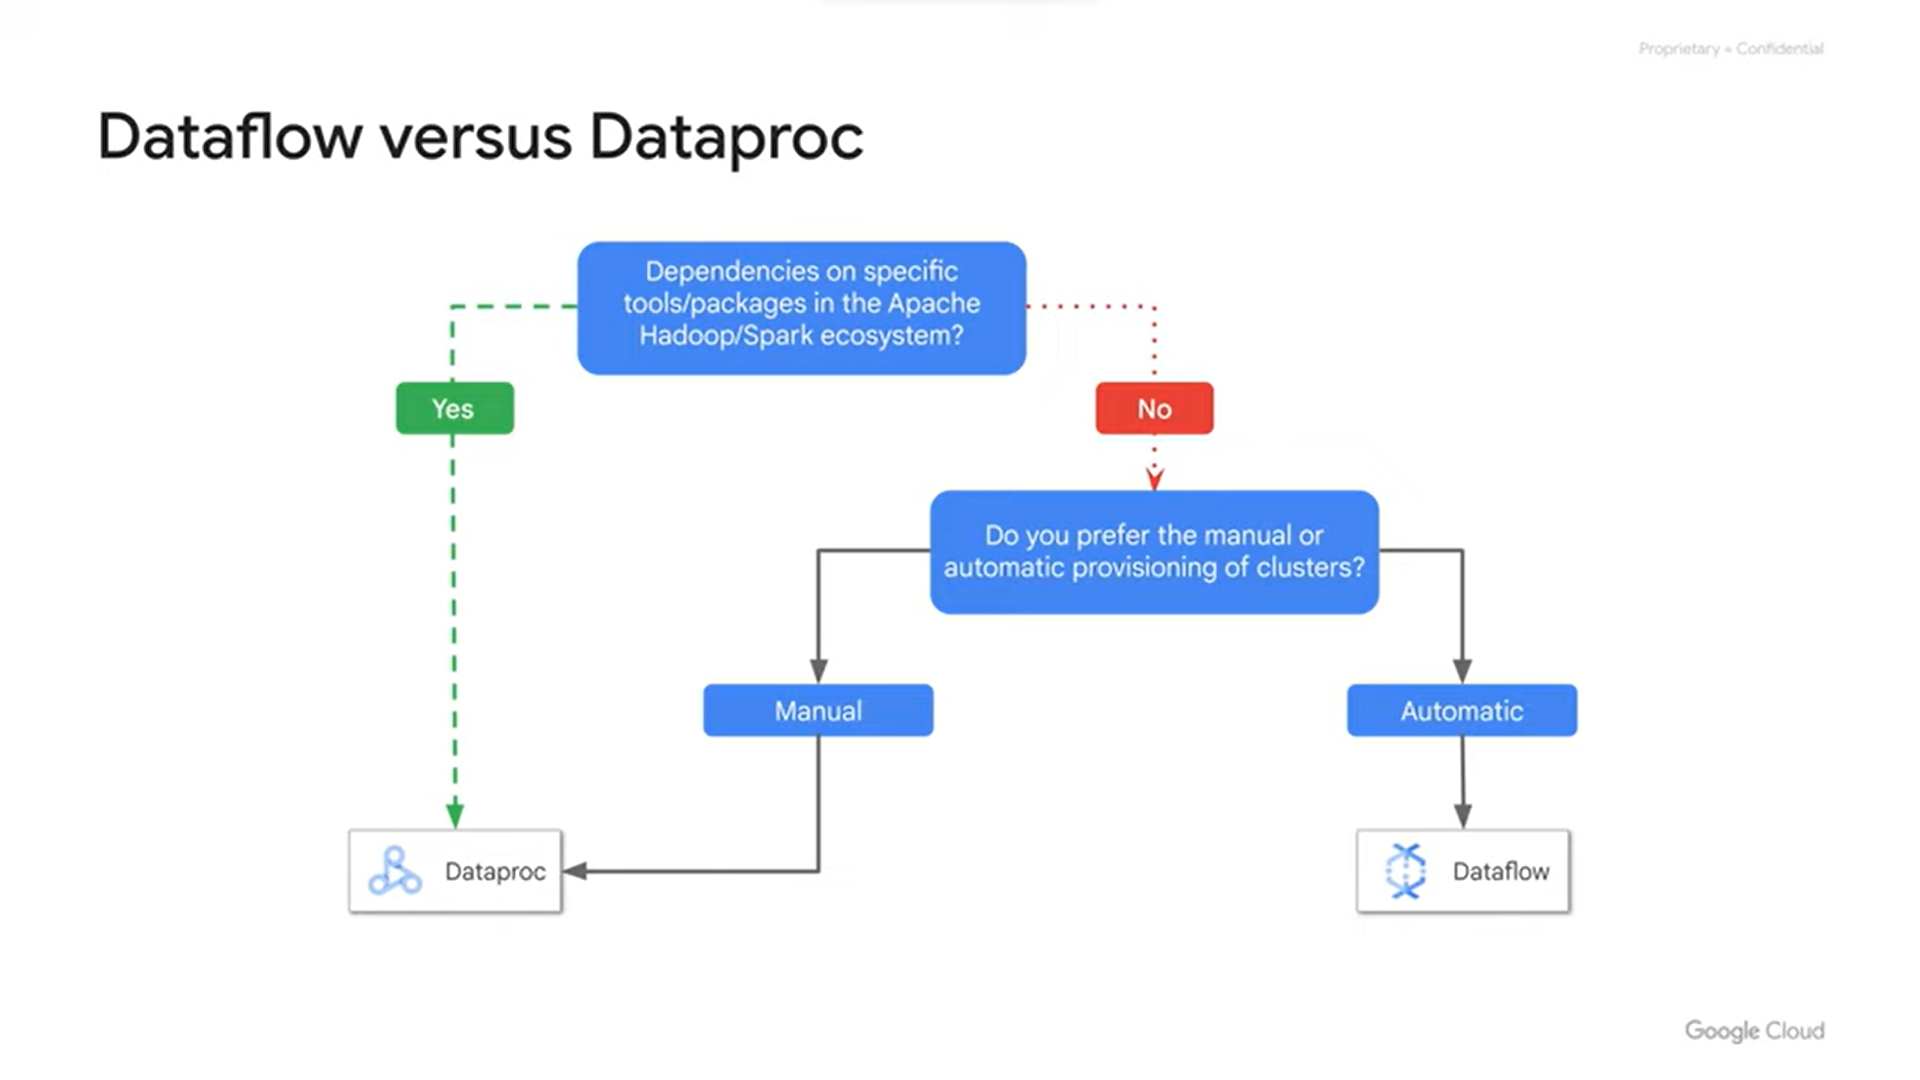 Proprietary + Confidential
Dataflow versus Dataproc
Dependencies on specific
tools/packages in the Apache
Hadoop/Spark ecosystem?
Yes
No
Do you prefer the manual or
automatic provisioning of clusters?
Manual
Automatic
Dataproc
Dataflow
Google Cloud